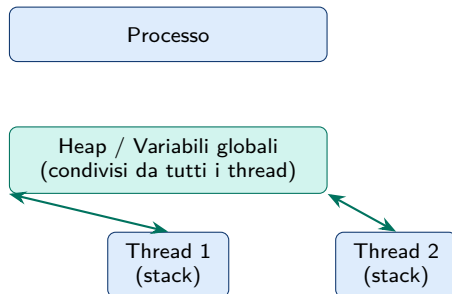 Processo
Heap / Variabili globali
(condivisi da tutti i thread)
Thread 1
(stack)
Thread 2
(stack)